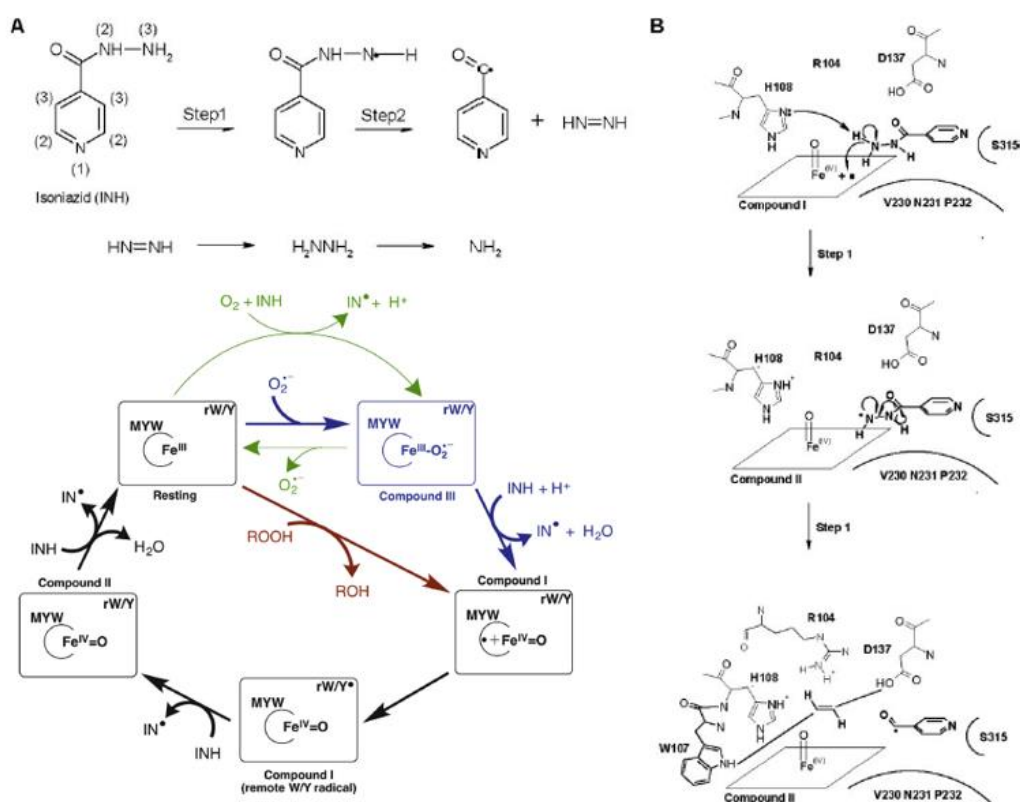 A
(2) (3)
O NH—NH₂
(3) (3)
(2) (2)
N
(1)
Isoniazid (INH)
Step1
O NH—N•—H
N
Step2
O C•
N
+ HN=NH
HN=NH → H₂NNH₂ → NH₂
O₂ + INH IN• + H⁺
O₂•⁻
rW/Y
MYW
Feᴵᴵᴵ
Resting
rW/Y
MYW
Feᴵᴵᴵ-O₂•⁻
Compound III
O₂•⁻
INH + H⁺
IN• + H₂O
ROOH
ROH
IN•
INH
H₂O
Compound II
rW/Y
MYW
Feᴵⱽ=O
Compound I
rW/Y
MYW
•+Feᴵⱽ=O
IN•
INH
rW/Y•
MYW
Feᴵⱽ=O
Compound I
(remote W/Y radical)
B
D137
R104
H108
O
N
HO O
N
NH
H N—N O N
H H
S315
O
Fe⁽ⱽᴵ⁾
+ •
Compound I
V230 N231 P232
Step 1
D137
R104
H108
O
N
HO O
NH⁺
N
NH
O N
H H
S315
O
Fe⁽ᴵⱽ⁾
Compound II
V230 N231 P232
Step 1
R104
D137
H108
W107
O
N
NH⁺
HO O
H
H
O
N
S315
O
Compound II
V230 N231 P232